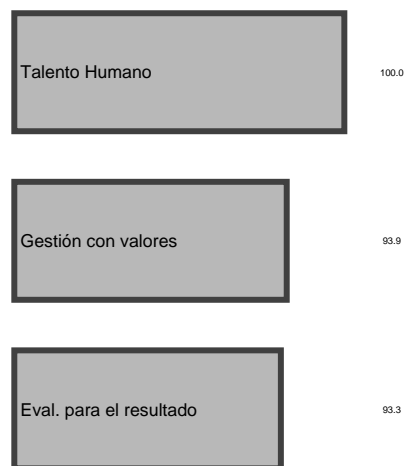 Talento Humano 100.0
Gestión con valores 93.9
Eval. para el resultado 93.3